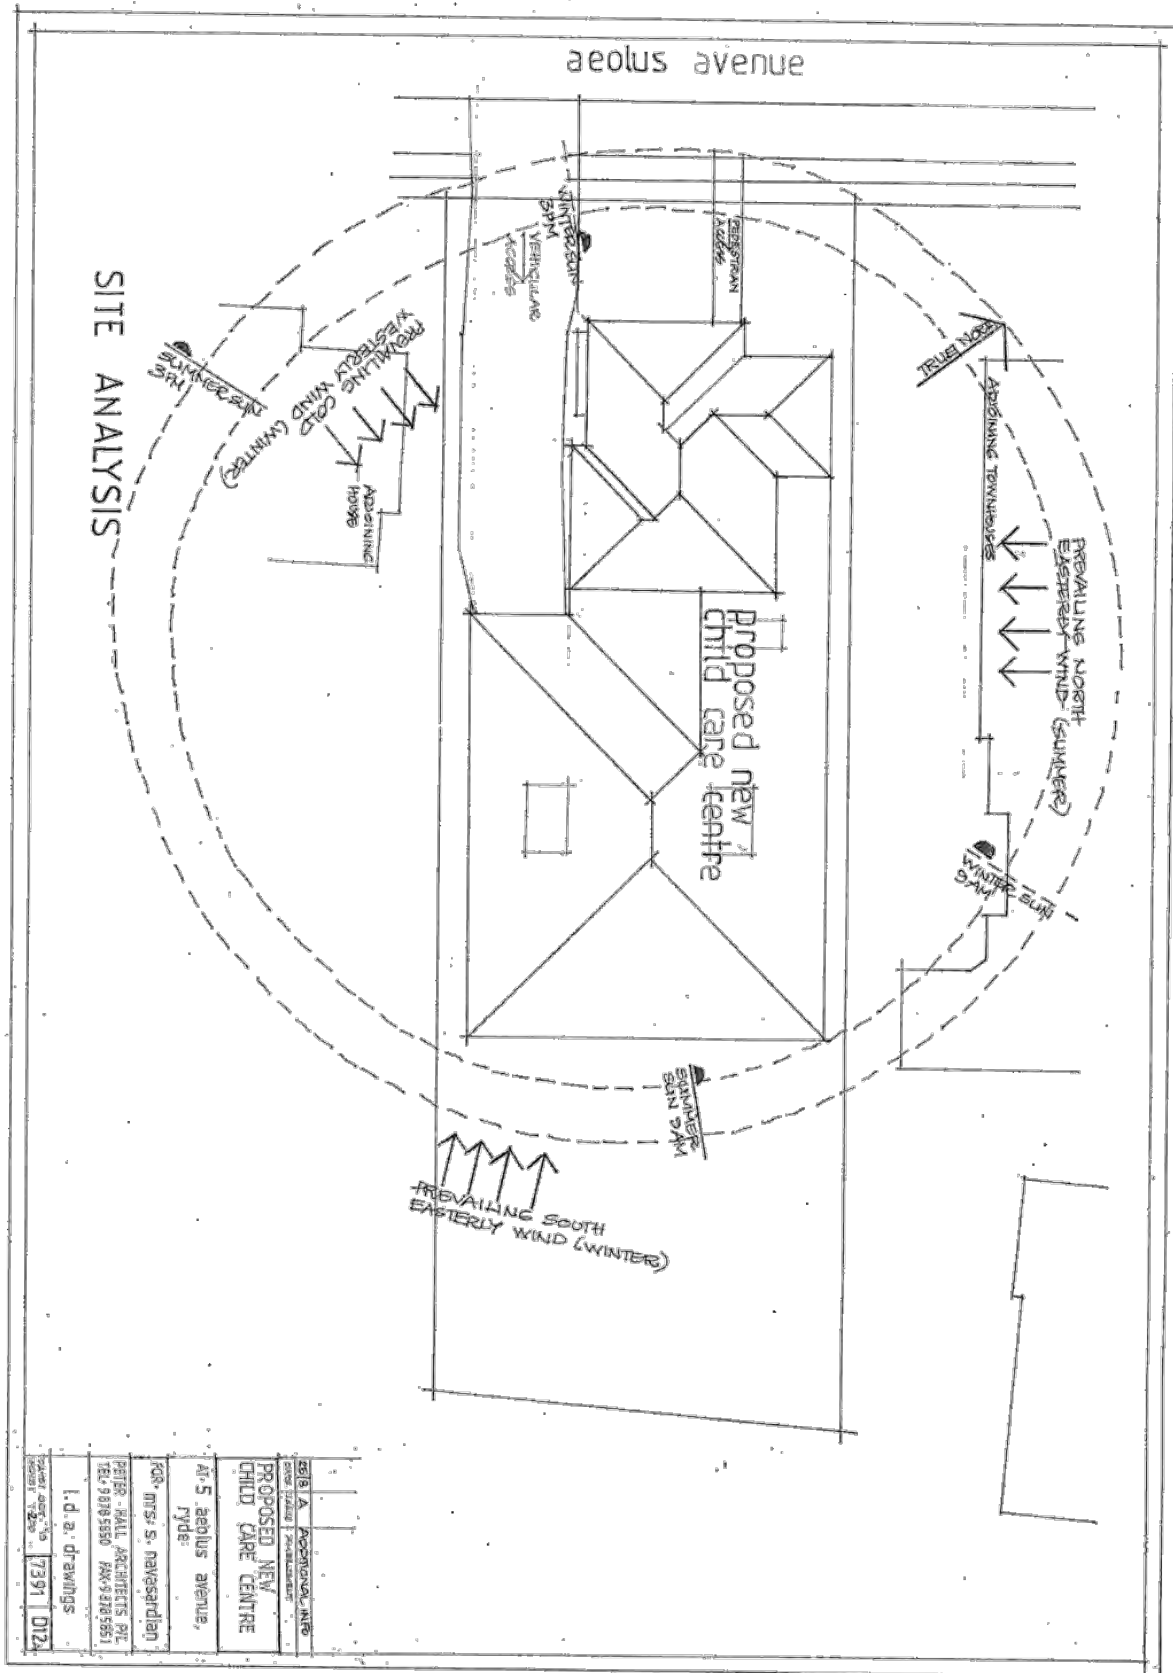 aeolus avenue
WINTER SUN
3PM
VEHICULAR
ACCESS
PEDESTRIAN
ACCESS
TRUE NORTH
ADJOINING TOWNHOUSES
PREVAILING NORTH
EASTERLY WIND (SUMMER)
SITE ANALYSIS
SUMMER SUN
3PM
PREVAILING COLD
WESTERLY WIND (WINTER)
ADJOINING
HOUSE
proposed new
child care centre
WINTER SUN
9AM
SUMMER
SUN 9AM
PREVAILING SOUTH
EASTERLY WIND (WINTER)
A ADDITIONAL INFO
PROPOSED NEW
CHILD CARE CENTRE
AT: 5 aeolus avenue,
ryde.
FOR: mrs. s. navasardian
PETER HALL ARCHITECTS P/L
l.d.a. drawings
7391 D12